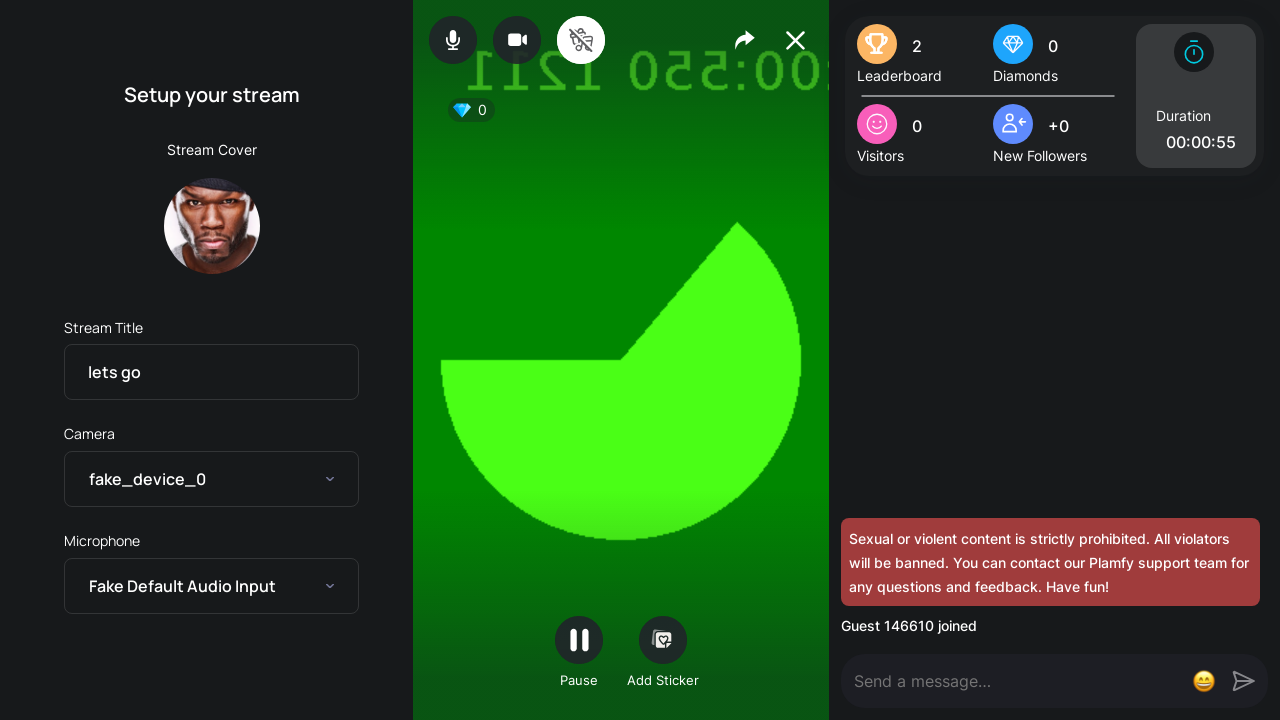 Setup your stream
Stream Cover
Stream Title
lets go
Camera
fake_device_0
Microphone
Fake Default Audio Input
0
Pause
Add Sticker
2
Leaderboard
0
Diamonds
0
Visitors
+0
New Followers
Duration
00:00:55
Sexual or violent content is strictly prohibited. All violators
will be banned. You can contact our Plamfy support team for
any questions and feedback. Have fun!
Guest 146610 joined
Send a message...